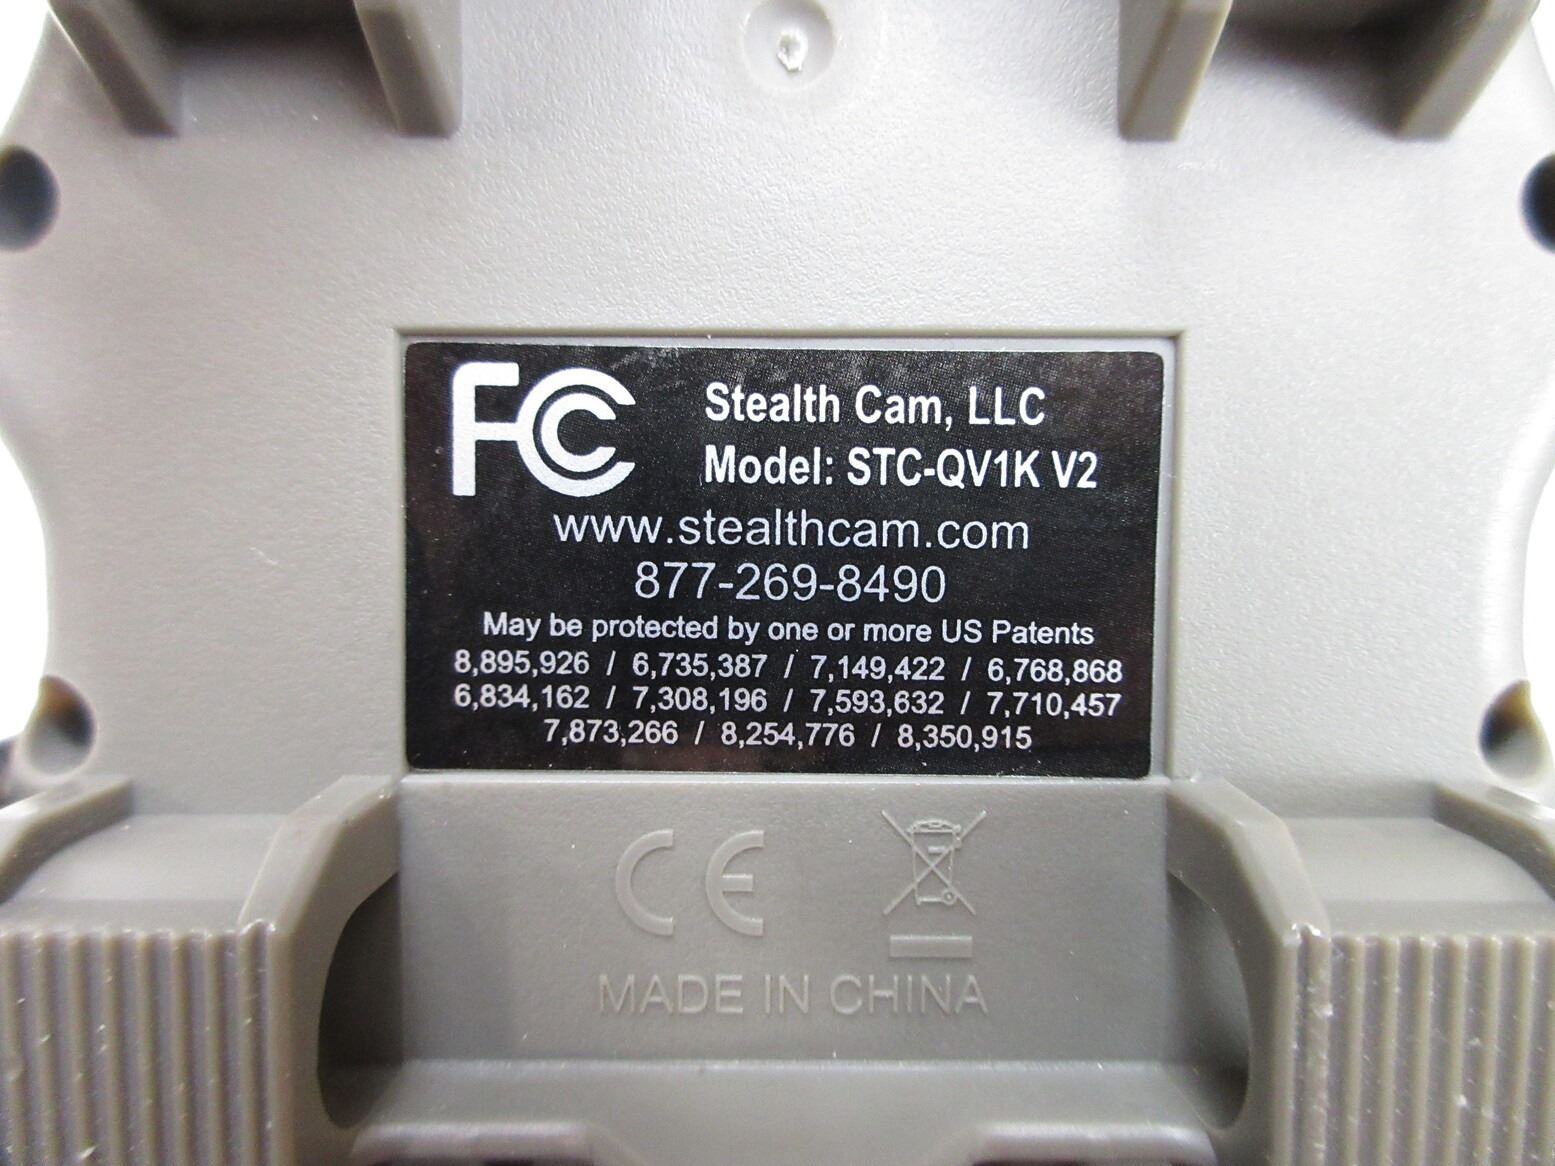 FC Stealth Cam, LLC
Model: STC-QV1K V2
www.stealthcam.com
877-269-8490
May be protected by one or more US Patents
8,895,926 / 6,735,387 / 7,149,422 / 6,768,868
6,834,162 / 7,308,196 / 7,593,632 / 7,710,457
7,873,266 / 8,254,776 / 8,350,915
CE
MADE IN CHINA